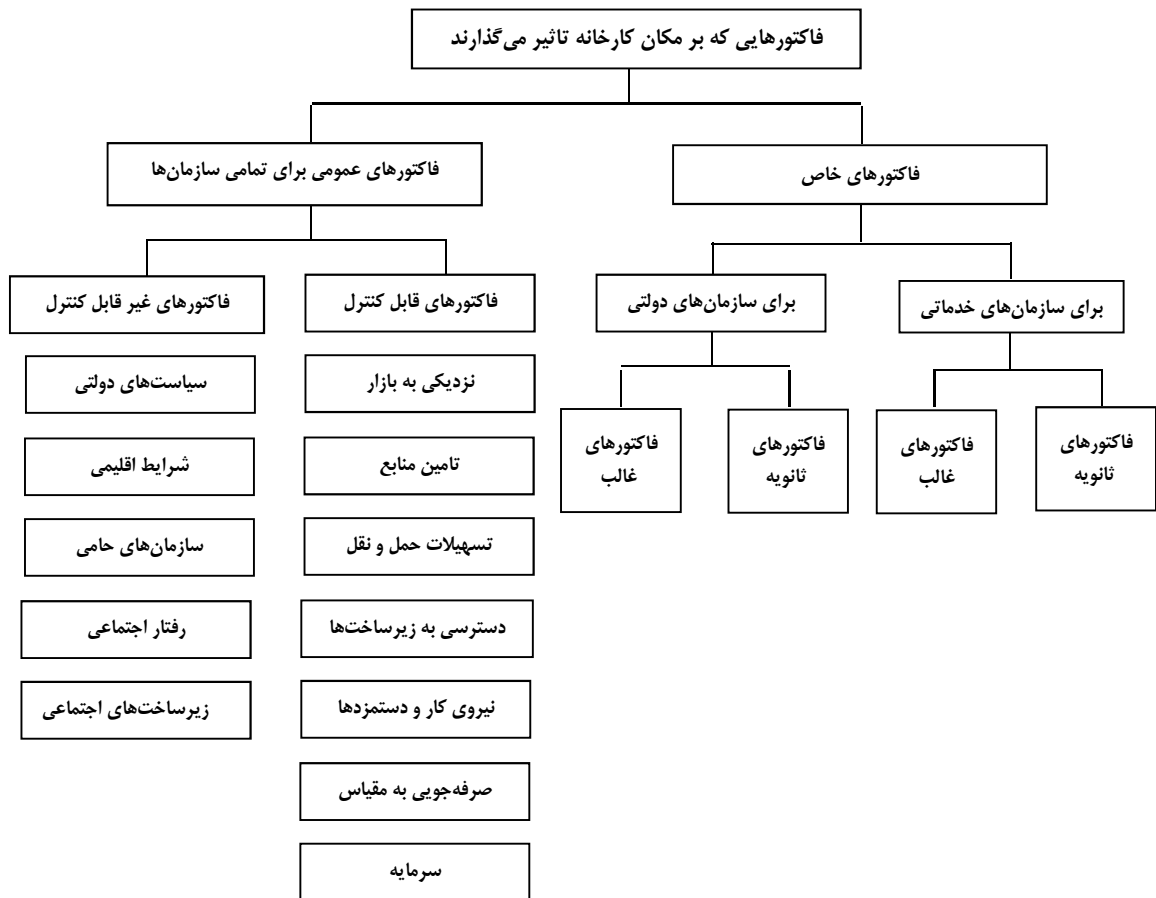 فاکتورهایی که بر مکان کارخانه تاثیر می‌گذارند
فاکتورهای خاص
فاکتورهای عمومی برای تمامی سازمان‌ها
برای سازمان‌های خدماتی
برای سازمان‌های دولتی
فاکتورهای قابل کنترل
فاکتورهای غیر قابل کنترل
فاکتورهای
ثانویه
فاکتورهای
غالب
فاکتورهای
ثانویه
فاکتورهای
غالب
نزدیکی به بازار
تامین منابع
تسهیلات حمل و نقل
دسترسی به زیرساخت‌ها
نیروی کار و دستمزدها
صرفه‌جویی به مقیاس
سرمایه
سیاست‌های دولتی
شرایط اقلیمی
سازمان‌های حامی
رفتار اجتماعی
زیرساخت‌های اجتماعی